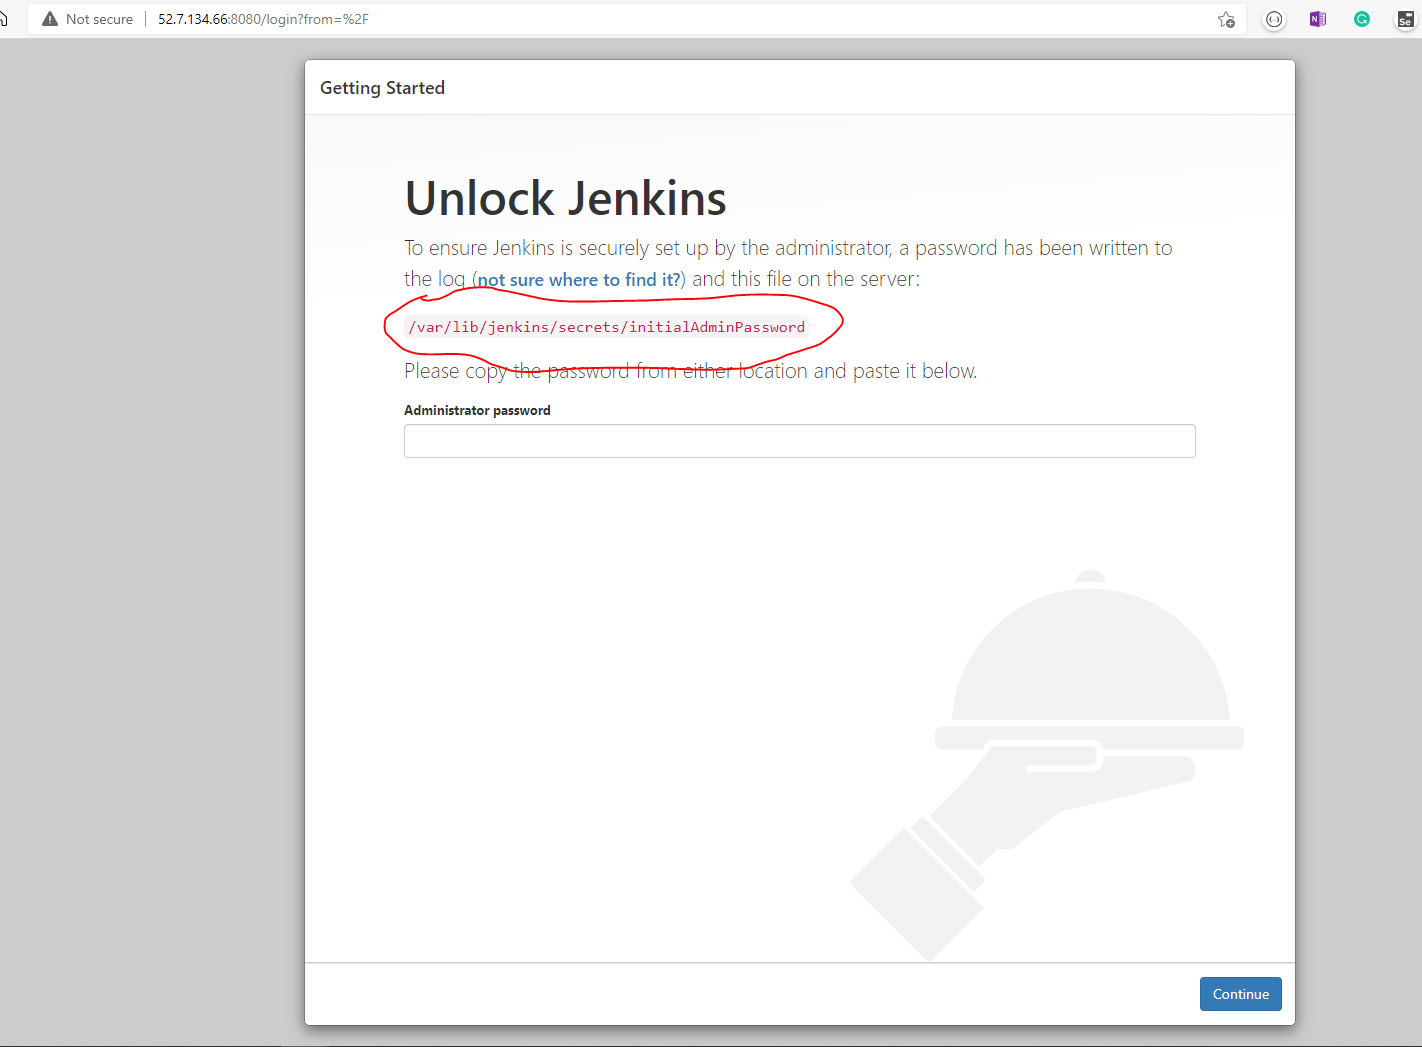 Not secure | 52.7.134.66:8080/login?from=%2F
Getting Started
Unlock Jenkins
To ensure Jenkins is securely set up by the administrator, a password has been written to
the log (not sure where to find it?) and this file on the server:
/var/lib/jenkins/secrets/initialAdminPassword
Please copy the password from either location and paste it below.
Administrator password
Continue